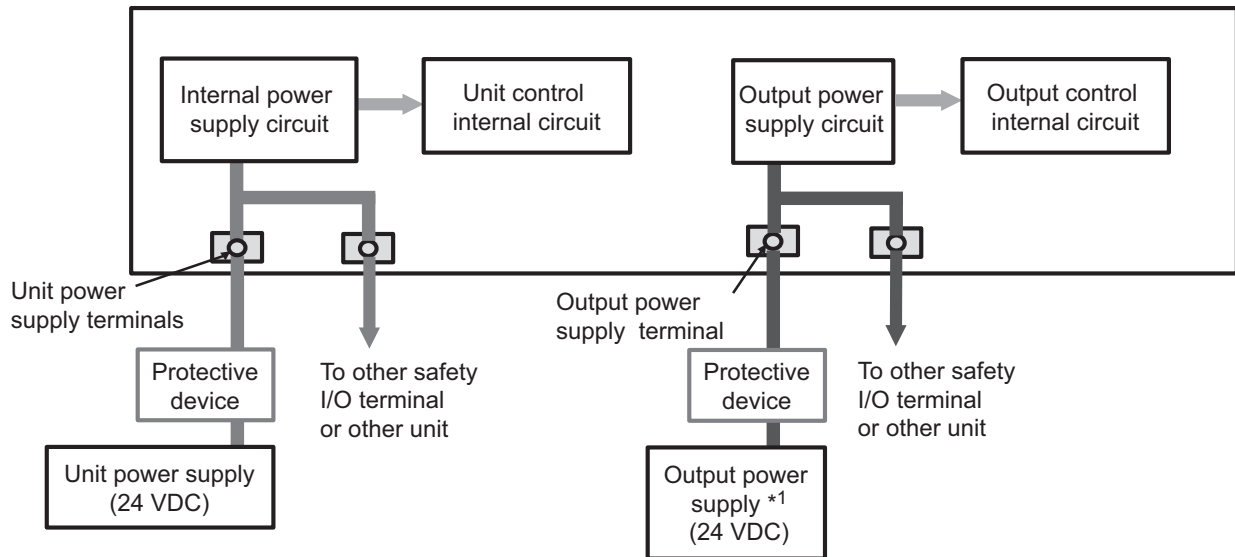 Internal power
supply circuit
Unit control
internal circuit
Output power
supply circuit
Output control
internal circuit
Unit power
supply terminals
Output power
supply terminal
Protective
device
To other safety
I/O terminal
or other unit
Protective
device
To other safety
I/O terminal
or other unit
Unit power supply
(24 VDC)
Output power
supply *1
(24 VDC)